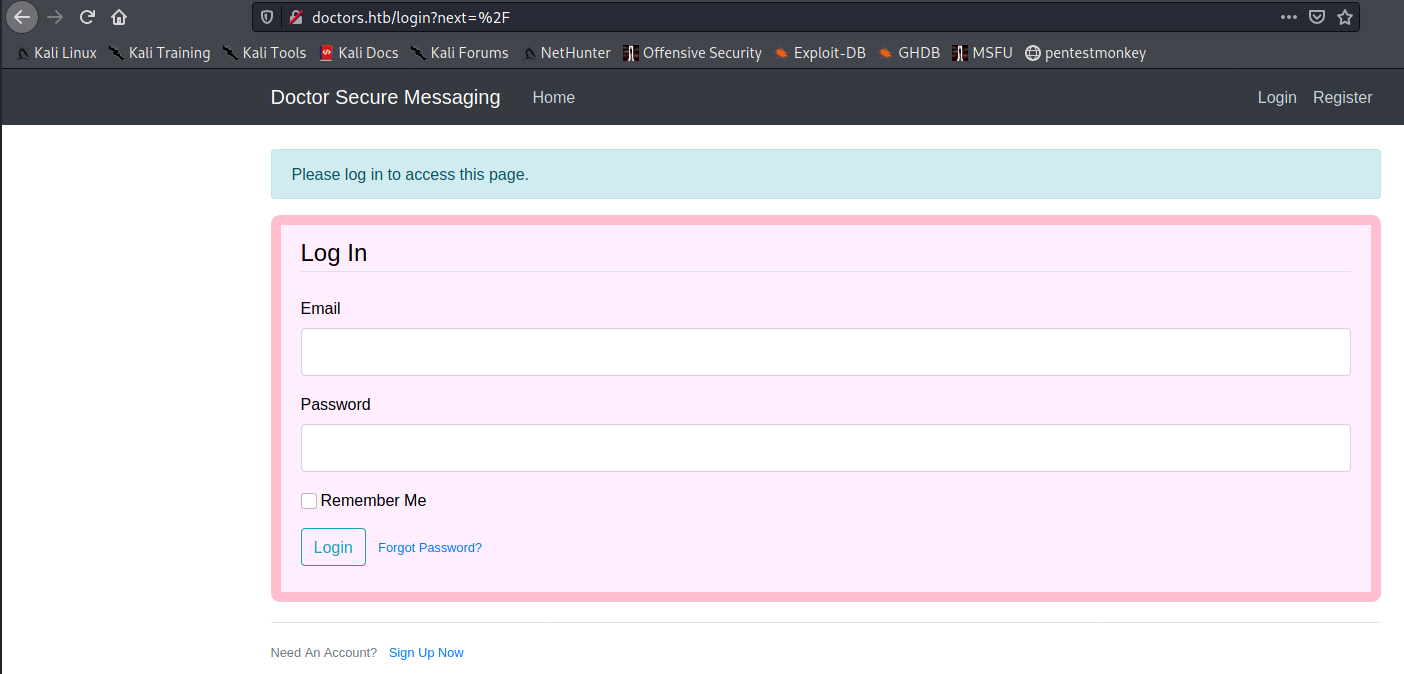 doctors.htb/login?next=%2F
Kali Linux Kali Training Kali Tools Kali Docs Kali Forums NetHunter Offensive Security Exploit-DB GHDB MSFU pentestmonkey
Doctor Secure Messaging Home Login Register
Please log in to access this page.
Log In
Email
Password
Remember Me
Login Forgot Password?
Need An Account? Sign Up Now